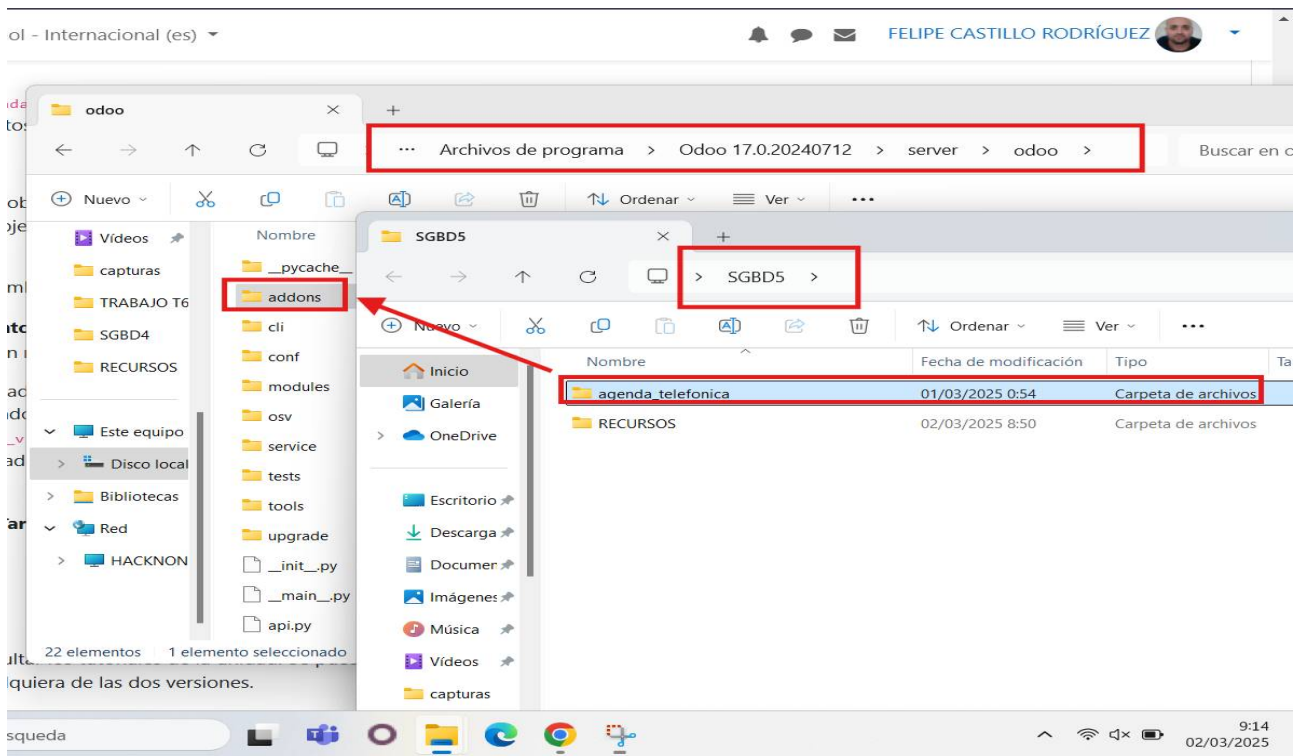 ol - Internacional (es)
FELIPE CASTILLO RODRÍGUEZ
odoo
Archivos de programa > Odoo 17.0.20240712 > server > odoo >
Buscar en
Nuevo
Ordenar
Ver
Vídeos
capturas
TRABAJO T6
SGBD4
RECURSOS
Este equipo
Disco local
Bibliotecas
Red
HACKNON
Nombre
__pycache__
addons
cli
conf
modules
osv
service
tests
tools
upgrade
__init__.py
__main__.py
api.py
22 elementos
1 elemento seleccionado
SGBD5
> SGBD5 >
Nuevo
Ordenar
Ver
Inicio
Galería
OneDrive
Escritorio
Descarga
Documen
Imágenes
Música
Vídeos
capturas
Nombre
Fecha de modificación
Tipo
Ta
agenda_telefonica
01/03/2025 0:54
Carpeta de archivos
RECURSOS
02/03/2025 8:50
Carpeta de archivos
lquiera de las dos versiones.
squeda
9:14
02/03/2025